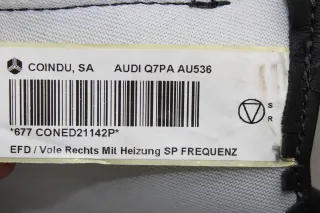 COINDU, SA AUDI Q7PA AU536
S
R
*677 CONED21142P*
EFD / Vole Rechts Mit Heizung SP FREQUENZ